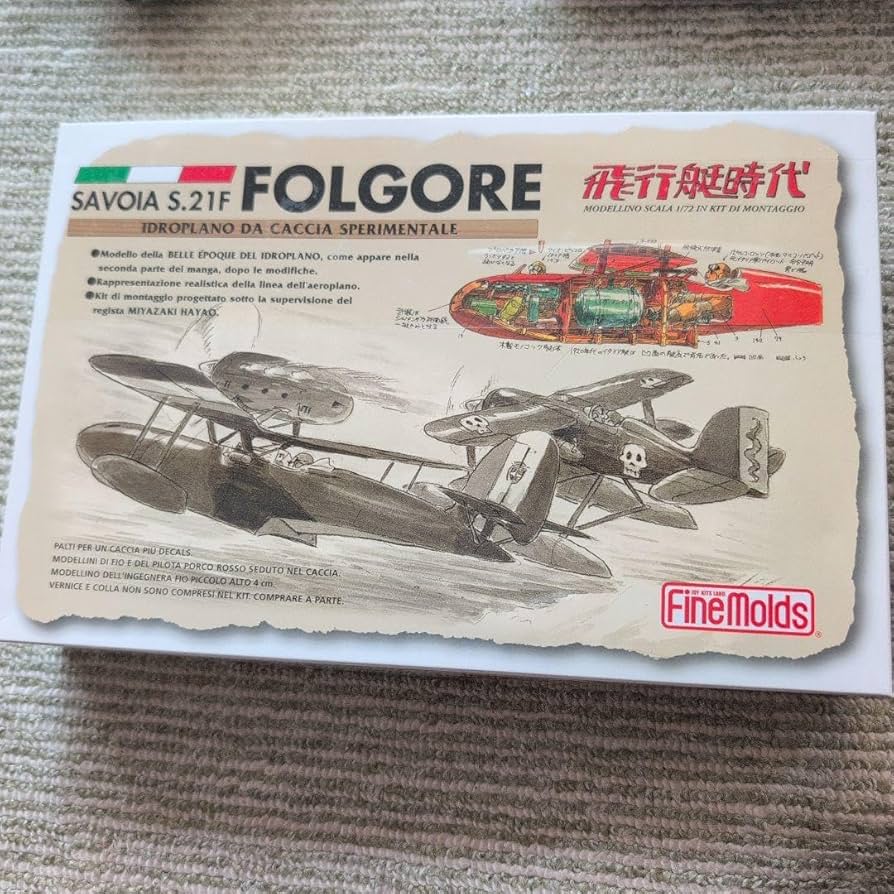 SAVOIA S.21F FOLGORE
IDROPLANO DA CACCIA SPERIMENTALE
●Modello della BELLE ÉPOQUE DEL IDROPLANO, come appare nella
seconda parte del manga, dopo le modifiche.
●Rappresentazione realistica della linea dell'aeroplano.
●Kit di montaggio progettato sotto la supervisione del
regista MIYAZAKI HAYAO.
飛行艇時代
MODELLINO SCALA 1/72 IN KIT DI MONTAGGIO
PALTI PER UN CACCIA PIÚ DECALS.
MODELLINI DI FIO E DEL PILOTA PORCO ROSSO SEDUTO NEL CACCIA.
MODELLINO DELL'INGEGNERA FIO PICCOLO ALTO 4 cm.
VERNICE E COLLA NON SONO COMPRESI NEL KIT. COMPRARE A PARTE.
FineMolds